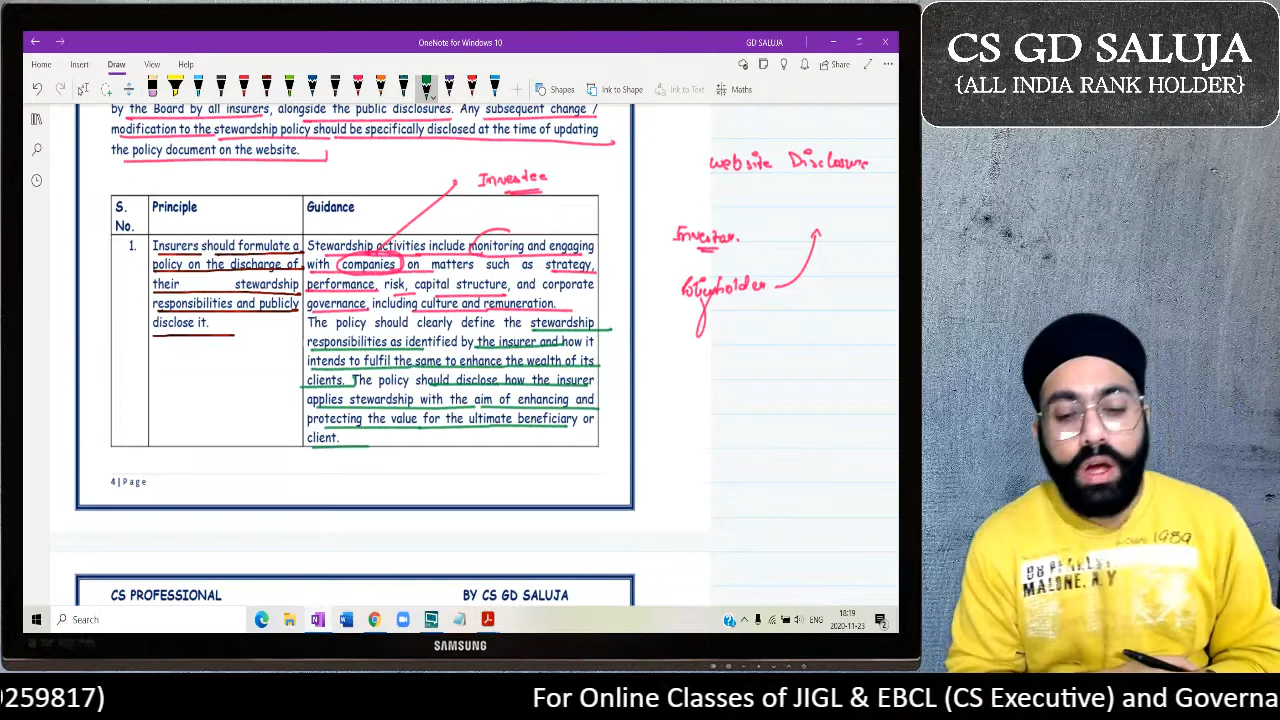 OneNote for Windows 10
GD SALUJA
Home Insert Draw View Help
Share
Shapes
Ink to Shape
Ink to Text
Maths
by the Board by all insurers, alongside the public disclosures. Any subsequent change /
modification to the stewardship policy should be specifically disclosed at the time of updating
the policy document on the website.
Website Disclosure
Investee
Investor.
Policyholder
S. No.
Principle
Guidance
1.
Insurers should formulate a
policy on the discharge of
their stewardship
responsibilities and publicly
disclose it.
Stewardship activities include monitoring and engaging
with companies on matters such as strategy,
performance, risk, capital structure, and corporate
governance, including culture and remuneration.
The policy should clearly define the stewardship
responsibilities as identified by the insurer and how it
intends to fulfil the same to enhance the wealth of its
clients. The policy should disclose how the insurer
applies stewardship with the aim of enhancing and
protecting the value for the ultimate beneficiary or
client.
4 | Page
CS PROFESSIONAL
BY CS GD SALUJA
Search
ENG
18:19
2020-11-23
SAMSUNG
CS GD SALUJA
{ALL INDIA RANK HOLDER}
1989
MALONE, N.Y
0259817)
For Online Classes of JIGL & EBCL (CS Executive) and Governa